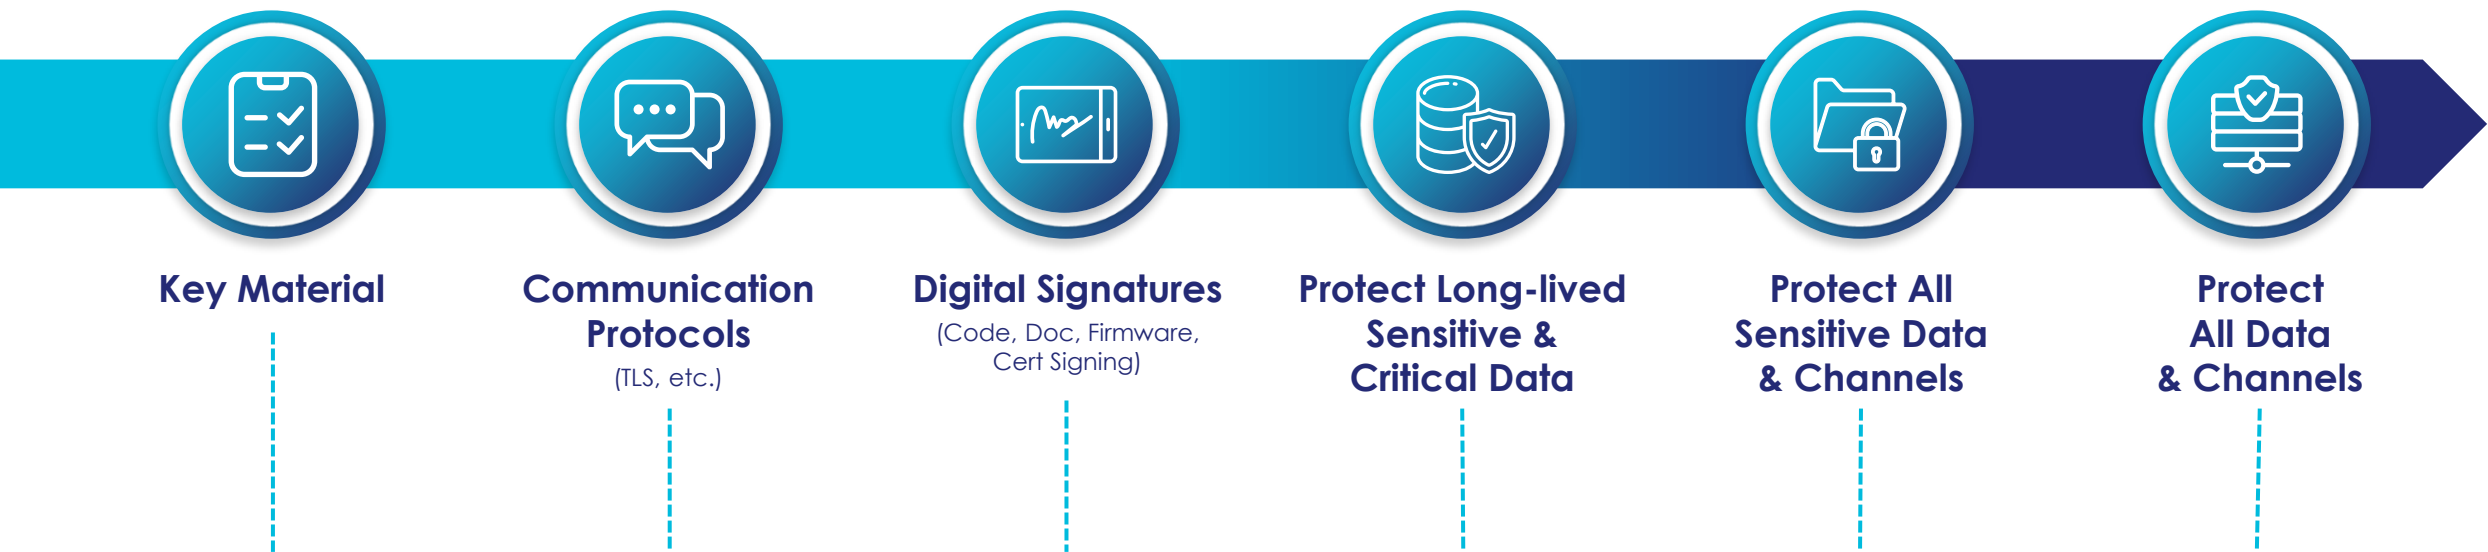 Key Material
Communication
Protocols
(TLS, etc.)
Digital Signatures
(Code, Doc, Firmware,
Cert Signing)
Protect Long-lived
Sensitive &
Critical Data
Protect All
Sensitive Data
& Channels
Protect
All Data
& Channels